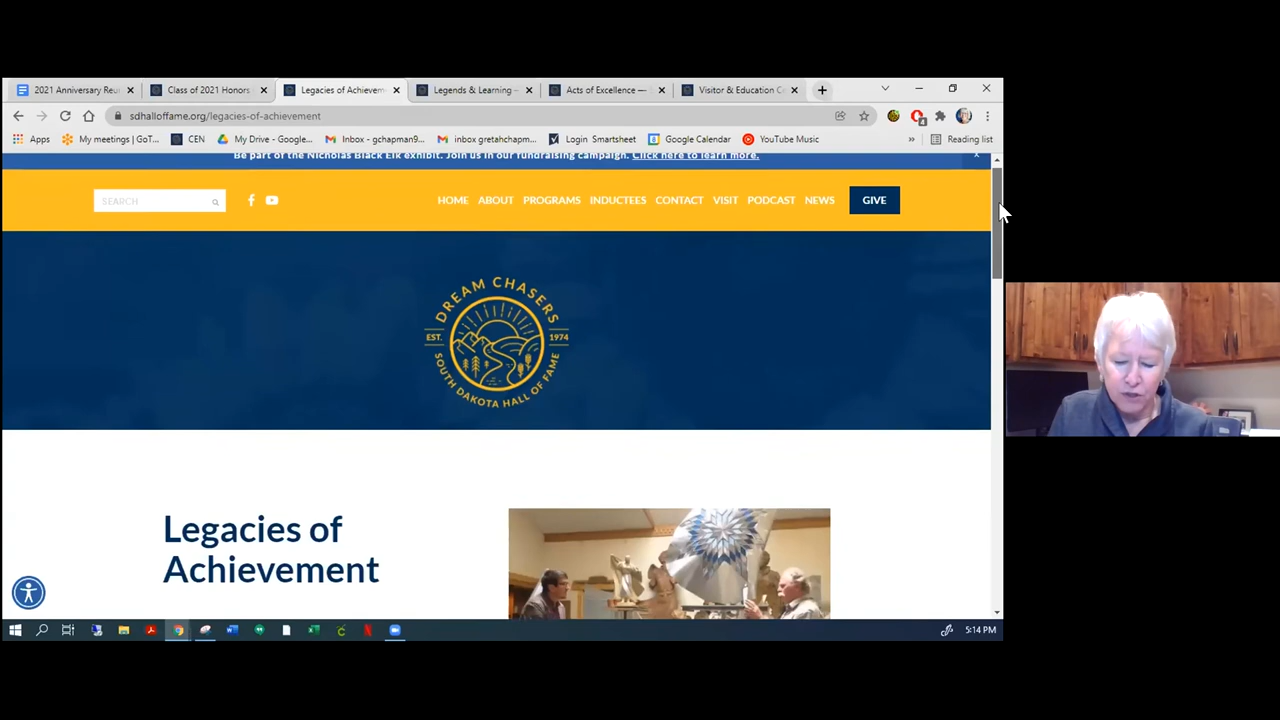 2021 Anniversary Reu
Class of 2021 Honors
Legacies of Achievem
Legends & Learning
Acts of Excellence —
Visitor & Education Ce
sdhalloffame.org/legacies-of-achievement
Apps
My meetings | GoT...
CEN
My Drive - Google...
Inbox - gchapman9...
inbox gretahchapm...
Login Smartsheet
Google Calendar
YouTube Music
»
Reading list
Be part of the Nicholas Black Elk exhibit. Join us in our fundraising campaign. Click here to learn more.
SEARCH
HOME ABOUT PROGRAMS INDUCTEES CONTACT VISIT PODCAST NEWS GIVE
DREAM CHASERS
EST. 1974
SOUTH DAKOTA HALL OF FAME
Legacies of
Achievement
5:14 PM